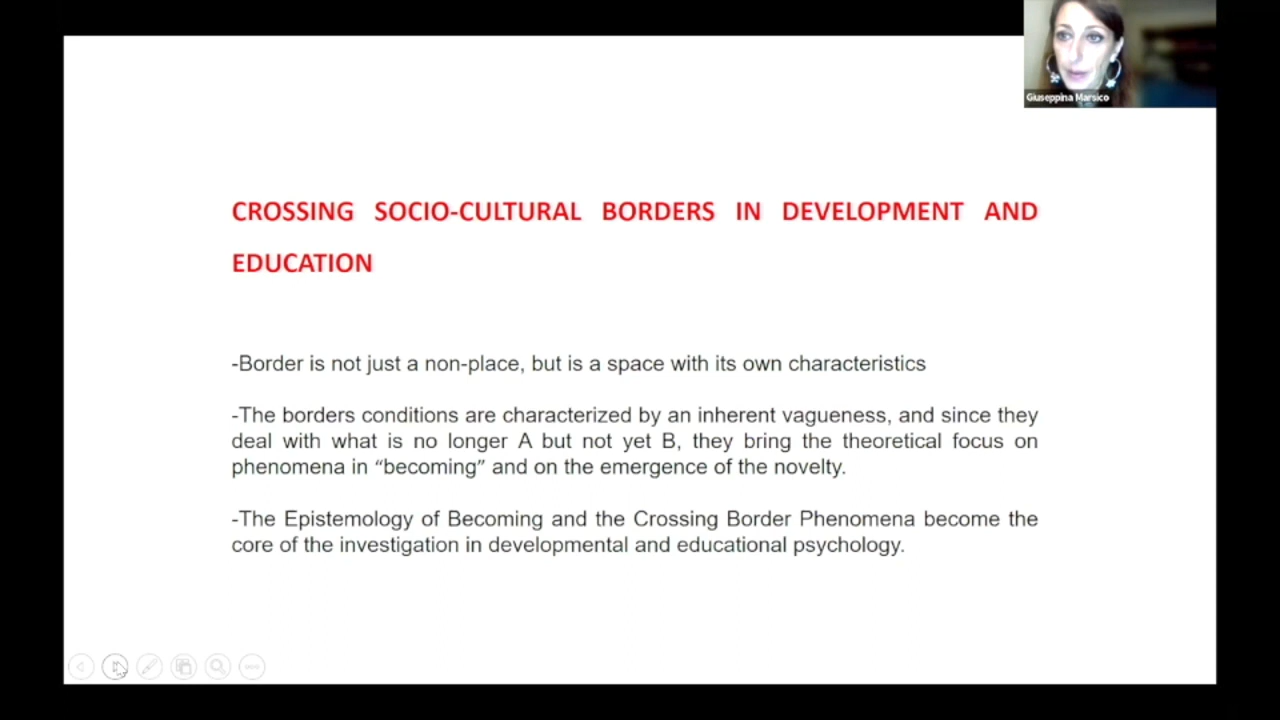 Giuseppina Marsico
CROSSING SOCIO-CULTURAL BORDERS IN DEVELOPMENT AND
EDUCATION
-Border is not just a non-place, but is a space with its own characteristics
-The borders conditions are characterized by an inherent vagueness, and since they
deal with what is no longer A but not yet B, they bring the theoretical focus on
phenomena in “becoming” and on the emergence of the novelty.
-The Epistemology of Becoming and the Crossing Border Phenomena become the
core of the investigation in developmental and educational psychology.